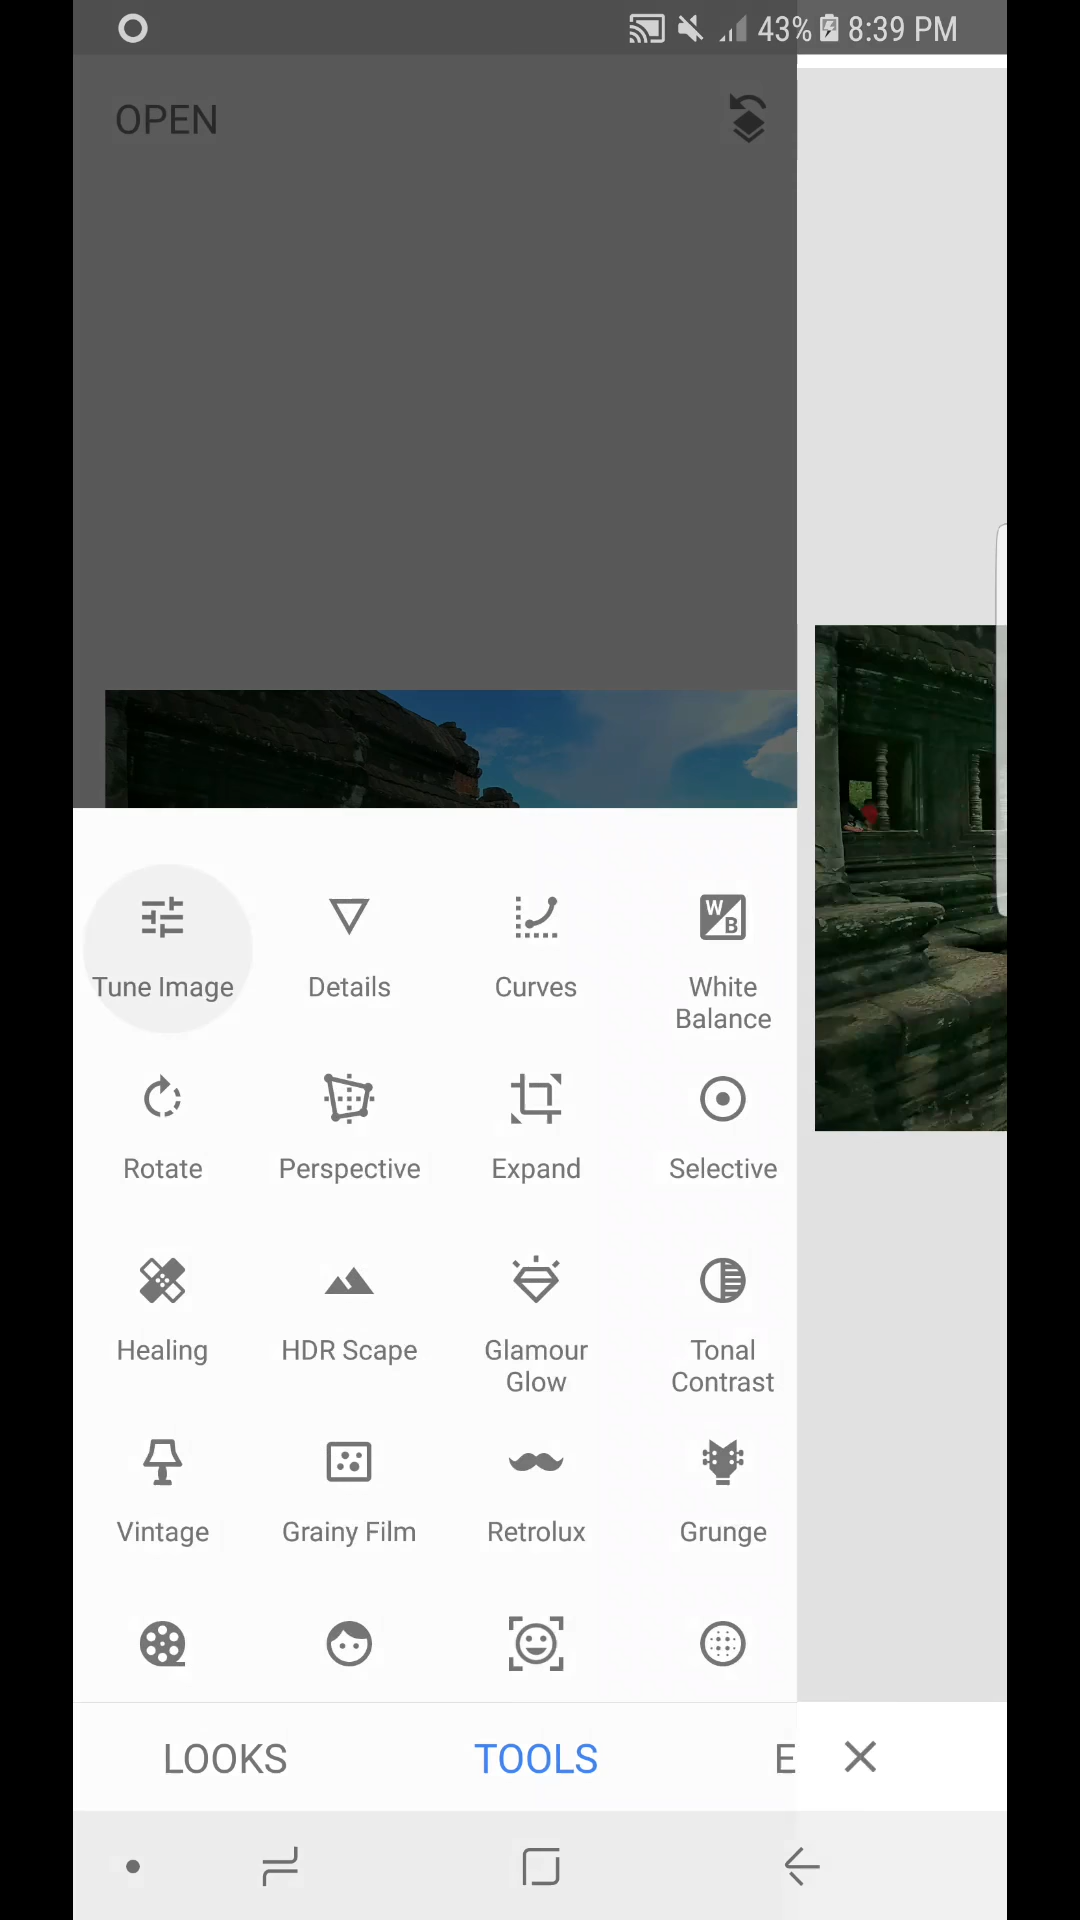 43% 8:39 PM
OPEN
Tune Image Details Curves White
Balance
Rotate Perspective Expand Selective
Healing HDR Scape Glamour Tonal
Glow Contrast
Vintage Grainy Film Retrolux Grunge
LOOKS TOOLS E